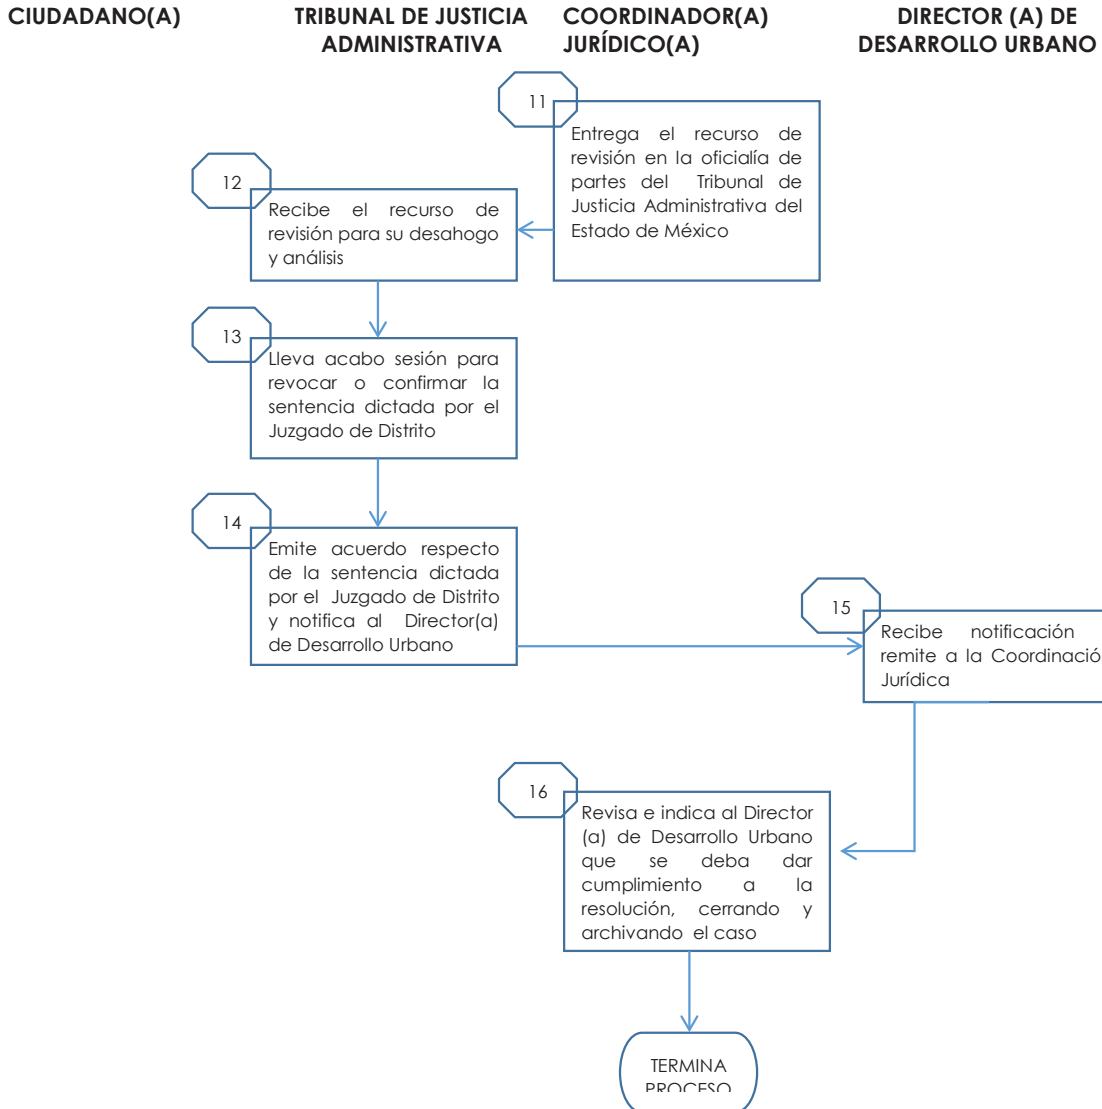 CIUDADANO(A)
TRIBUNAL DE JUSTICIA
ADMINISTRATIVA
COORDINADOR(A)
JURÍDICO(A)
DIRECTOR (A) DE
DESARROLLO URBANO
11
Entrega el recurso de
revisión en la oficialía de
partes del Tribunal de
Justicia Administrativa del
Estado de México
12
Recibe el recurso de
revisión para su desahogo
y análisis
13
Lleva acabo sesión para
revocar o confirmar la
sentencia dictada por el
Juzgado de Distrito
14
Emite acuerdo respecto
de la sentencia dictada
por el Juzgado de Distrito
y notifica al Director(a)
de Desarrollo Urbano
15
Recibe notificación
remite a la Coordinació
Jurídica
16
Revisa e indica al Director
(a) de Desarrollo Urbano
que se deba dar
cumplimiento a la
resolución, cerrando y
archivando el caso
TERMINA
PROCESO